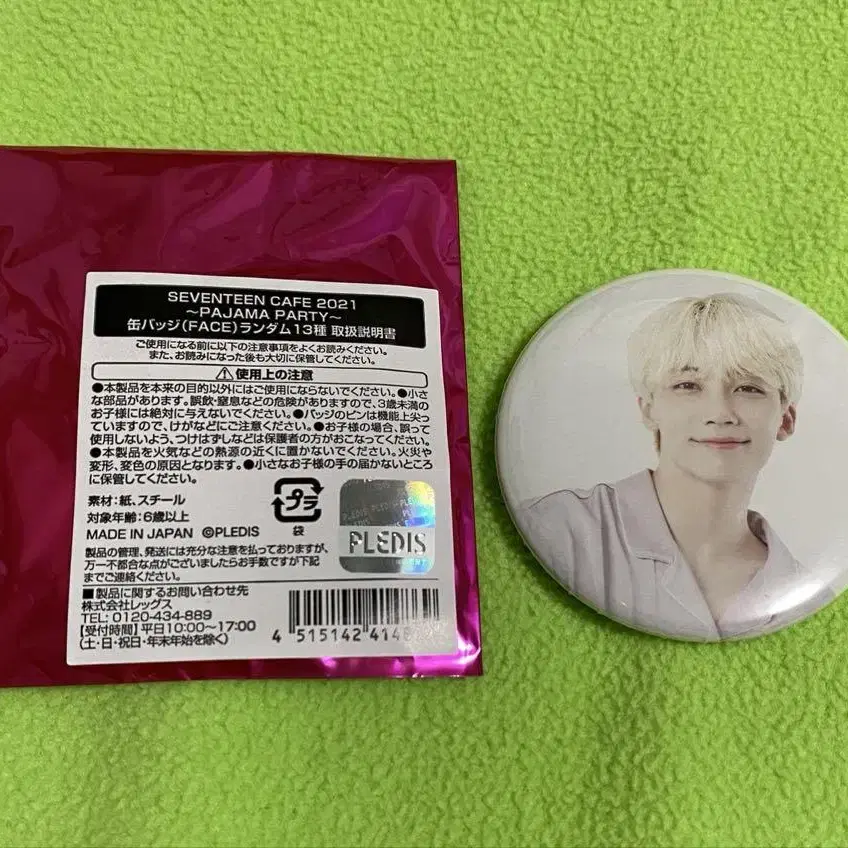 SEVENTEEN CAFE 2021
～PAJAMA PARTY～
缶バッジ(FACE)ランダム13種 取扱説明書
ご使用になる前に以下の注意事項をよくお読みください。
また、お読みになった後も大切に保管してください。
使用上の注意
●本製品を本来の目的以外にはご使用にならないでください。●小さ
な部品があります。誤飲・窒息などの危険がありますので、3歳未満の
お子様には絶対に与えないでください。●バッジのピンは機能上尖っ
ていますので、けがなどにご注意ください。●お子様の場合、誤って
使用しないよう、つけはずしなどは保護者の方がおこなってください。
●本製品を火気などの熱源の近くに置かないでください。火災や
変形、変色の原因となります。●小さなお子様の手の届かないところ
に保管してください。
素材:紙、スチール
対象年齢:6歳以上
MADE IN JAPAN ©PLEDIS
プラ
袋
PLEDIS
製品の管理、発送には充分な注意を払っておりますが、
万一不都合な点がございましたらお手数ですが下記
までご連絡ください。
■製品に関するお問い合わせ先
株式会社レッグス
TEL: 0120-434-889
【受付時間】平日10:00～17:00
(土・日・祝日・年末年始を除く)
4 515142 4148